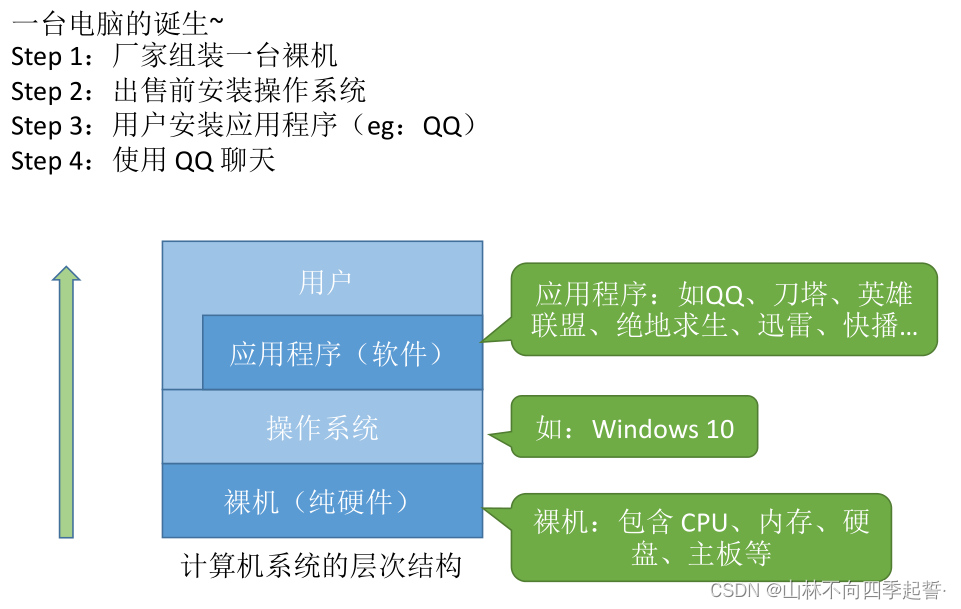 一台电脑的诞生~
Step 1：厂家组装一台裸机
Step 2：出售前安装操作系统
Step 3：用户安装应用程序（eg：QQ）
Step 4：使用 QQ 聊天
用户
应用程序：如QQ、刀塔、英雄
联盟、绝地求生、迅雷、快播…
应用程序（软件）
操作系统
如：Windows 10
裸机（纯硬件）
裸机：包含 CPU、内存、硬
盘、主板等
计算机系统的层次结构
CSDN @山林不向四季起誓·